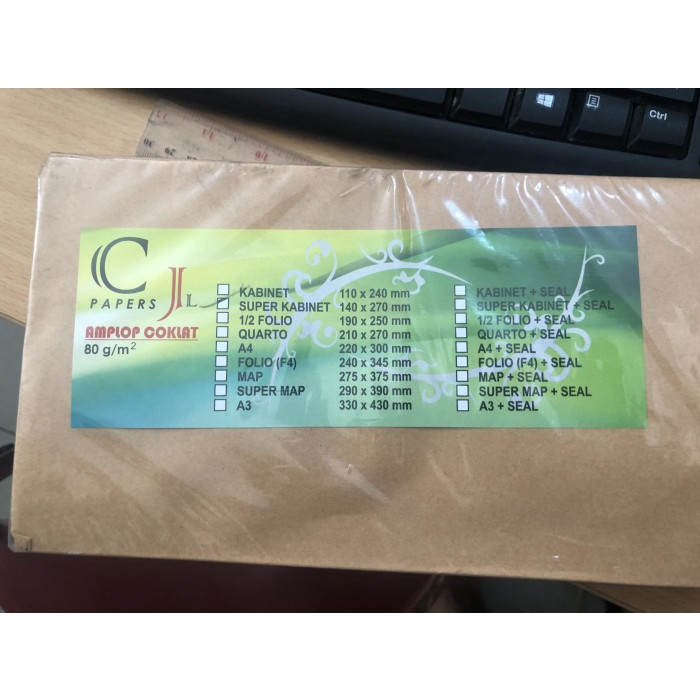 Ctrl
C
PAPERS JL
AMPLOP COKLAT
80 g/m²
KABINET 110 x 240 mm KABINET + SEAL
SUPER KABINET 140 x 270 mm SUPER KABINET + SEAL
1/2 FOLIO 190 x 250 mm 1/2 FOLIO + SEAL
QUARTO 210 x 270 mm QUARTO + SEAL
A4 220 x 300 mm A4 + SEAL
FOLIO (F4) 240 x 345 mm FOLIO (F4) + SEAL
MAP 275 x 375 mm MAP + SEAL
SUPER MAP 290 x 390 mm SUPER MAP + SEAL
A3 330 x 430 mm A3 + SEAL